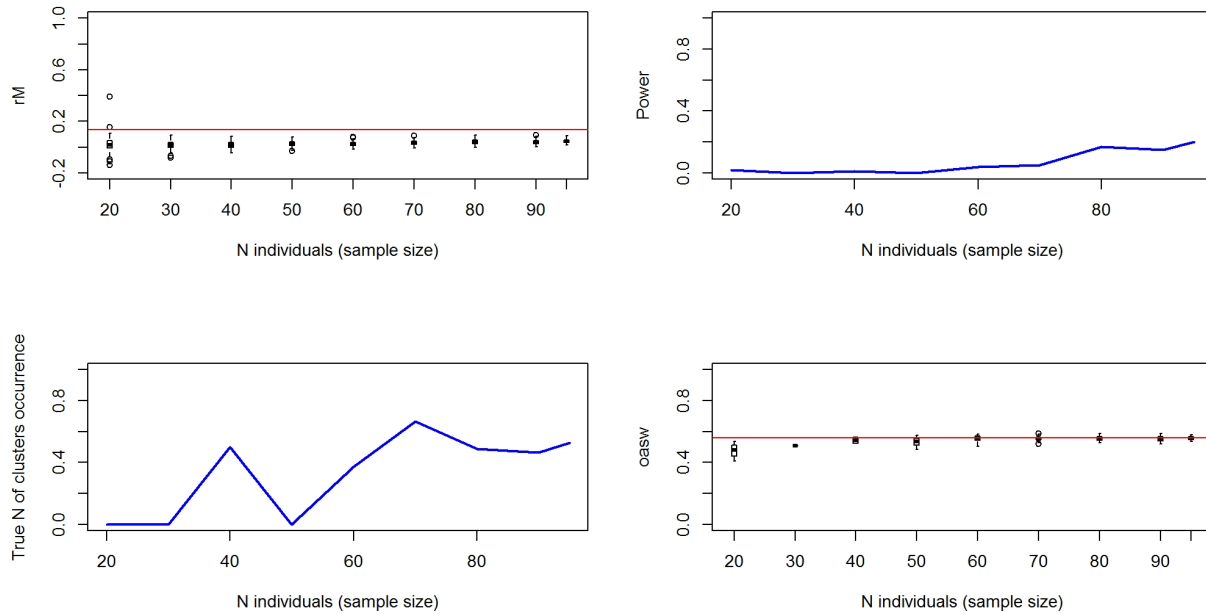 rM
1.0
0.6
0.2
-0.2
20 30 40 50 60 70 80 90
N individuals (sample size)
Power
0.8
0.4
0.0
20 40 60 80
N individuals (sample size)
True N of clusters occurrence
0.8
0.4
0.0
20 40 60 80
N individuals (sample size)
oasw
0.8
0.4
0.0
20 30 40 50 60 70 80 90
N individuals (sample size)